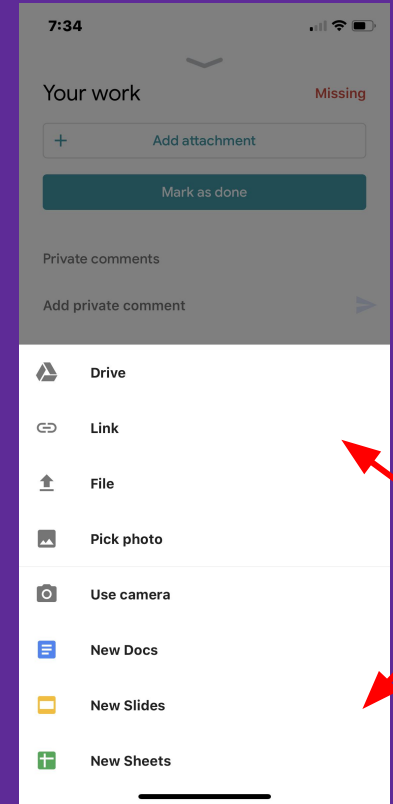 7:34
Your work Missing
+ Add attachment
Mark as done
Private comments
Add private comment
Drive
Link
File
Pick photo
Use camera
New Docs
New Slides
New Sheets